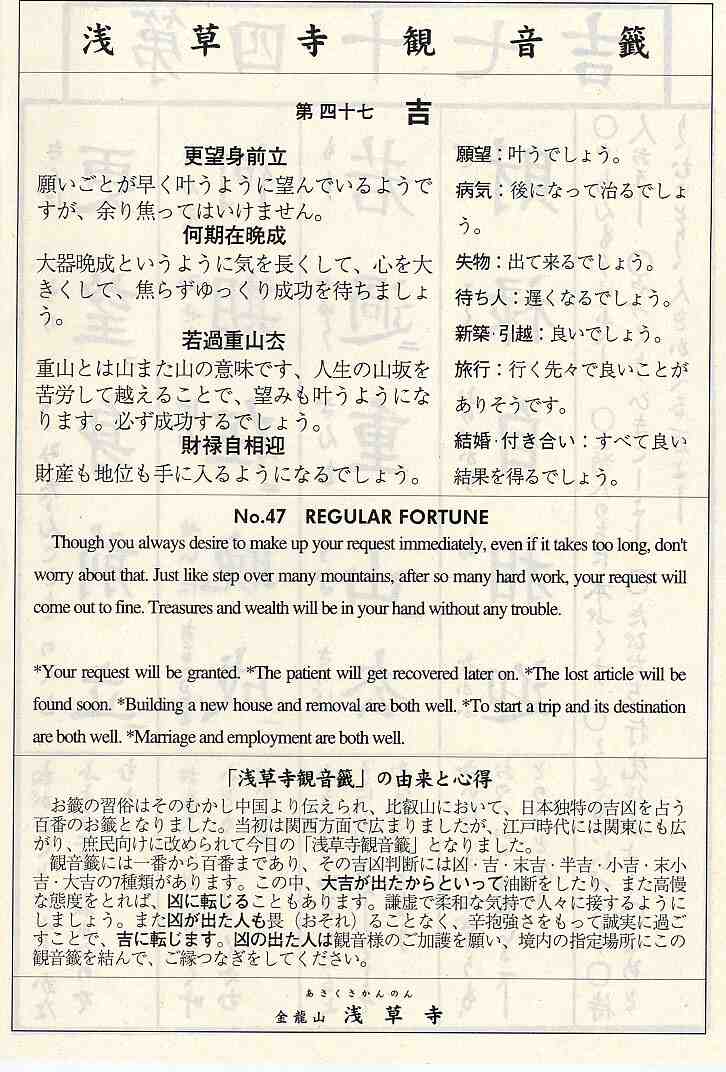 浅草寺観音籤
第四十七 吉
更望身前立
願いごとが早く叶うように望んでいるようで
すが、余り焦ってはいけません。
何期在晩成
大器晩成というように気を長くして、心を大
きくして、焦らずゆっくり成功を待ちましょ
う。
若過重山去
重山とは山また山の意味です、人生の山坂を
苦労して越えることで、望みも叶うようにな
ります。必ず成功するでしょう。
財禄自相迎
財産も地位も手に入るようになるでしょう。
願望：叶うでしょう。
病気：後になって治るでしょ
う。
失物：出て来るでしょう。
待ち人：遅くなるでしょう。
新築・引越：良いでしょう。
旅行：行く先々で良いことが
ありそうです。
結婚・付き合い：すべて良い
結果を得るでしょう。
No.47 REGULAR FORTUNE
Though you always desire to make up your request immediately, even if it takes too long, don't
worry about that. Just like step over many mountains, after so many hard work, your request will
come out to fine. Treasures and wealth will be in your hand without any trouble.
*Your request will be granted. *The patient will get recovered later on. *The lost article will be
found soon. *Building a new house and removal are both well. *To start a trip and its destination
are both well. *Marriage and employment are both well.
「浅草寺観音籤」の由来と心得
お籤の習俗はそのむかし中国より伝えられ、比叡山において、日本独特の吉凶を占う
百番のお籤となりました。当初は関西方面で広まりましたが、江戸時代には関東にも広
がり、庶民向けに改められて今日の「浅草寺観音籤」となりました。
観音籤には一番から百番まであり、その吉凶判断には凶・吉・末吉・半吉・小吉・末小
吉・大吉の7種類があります。この中、大吉が出たからといって油断をしたり、また高慢
な態度をとれば、凶に転じることもあります。謙虚で柔和な気持で人々に接するように
しましょう。また凶が出た人も畏（おそれ）ることなく、辛抱強さをもって誠実に過ご
すことで、吉に転じます。凶の出た人は観音様のご加護を願い、境内の指定場所にこの
観音籤を結んで、ご縁つなぎをしてください。
あさくさかんのん
金龍山 浅草寺